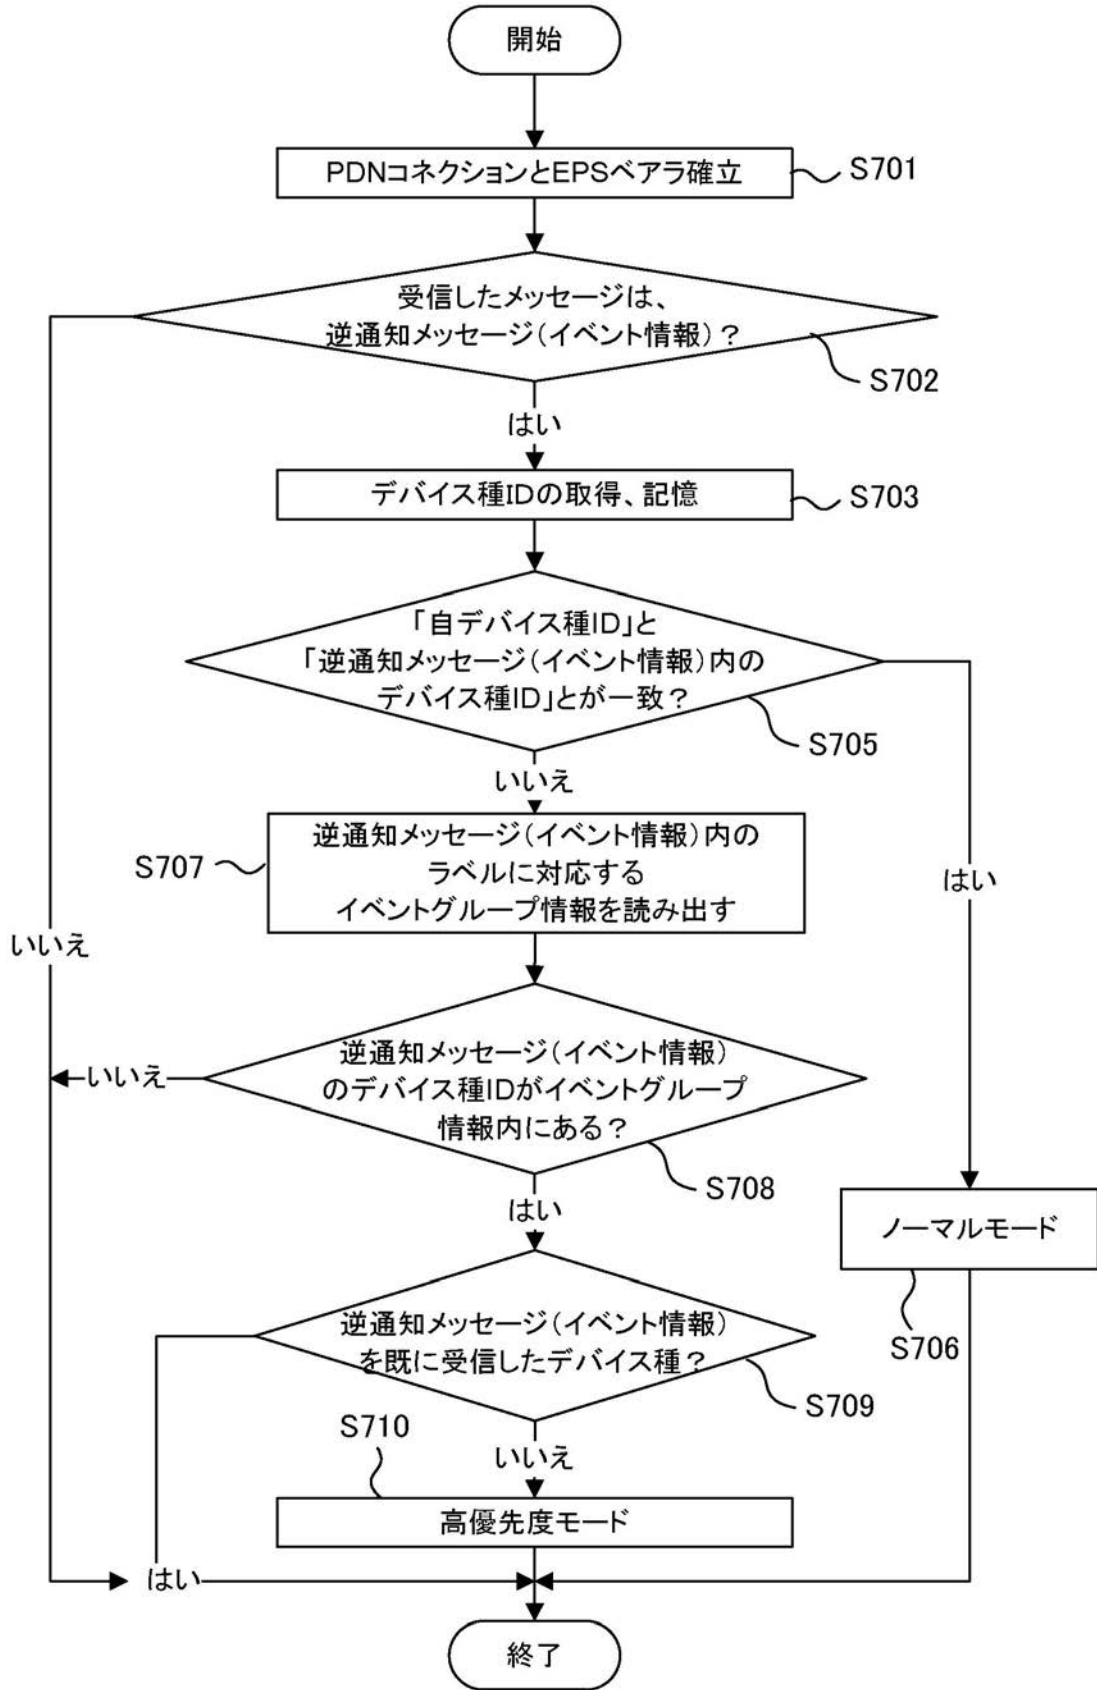 開始
PDNコネクションとEPSベアラ確立
S701
受信したメッセージは、
逆通知メッセージ(イベント情報)?
S702
はい
デバイス種IDの取得、記憶
S703
「自デバイス種ID」と
「逆通知メッセージ(イベント情報)内の
デバイス種ID」とが一致?
S705
いいえ
逆通知メッセージ(イベント情報)内の
ラベルに対応する
イベントグループ情報を読み出す
S707
はい
いいえ
逆通知メッセージ(イベント情報)
のデバイス種IDがイベントグループ
情報内にある?
いいえ
S708
はい
ノーマルモード
S706
逆通知メッセージ(イベント情報)
を既に受信したデバイス種?
S709
S710
いいえ
高優先度モード
はい
終了